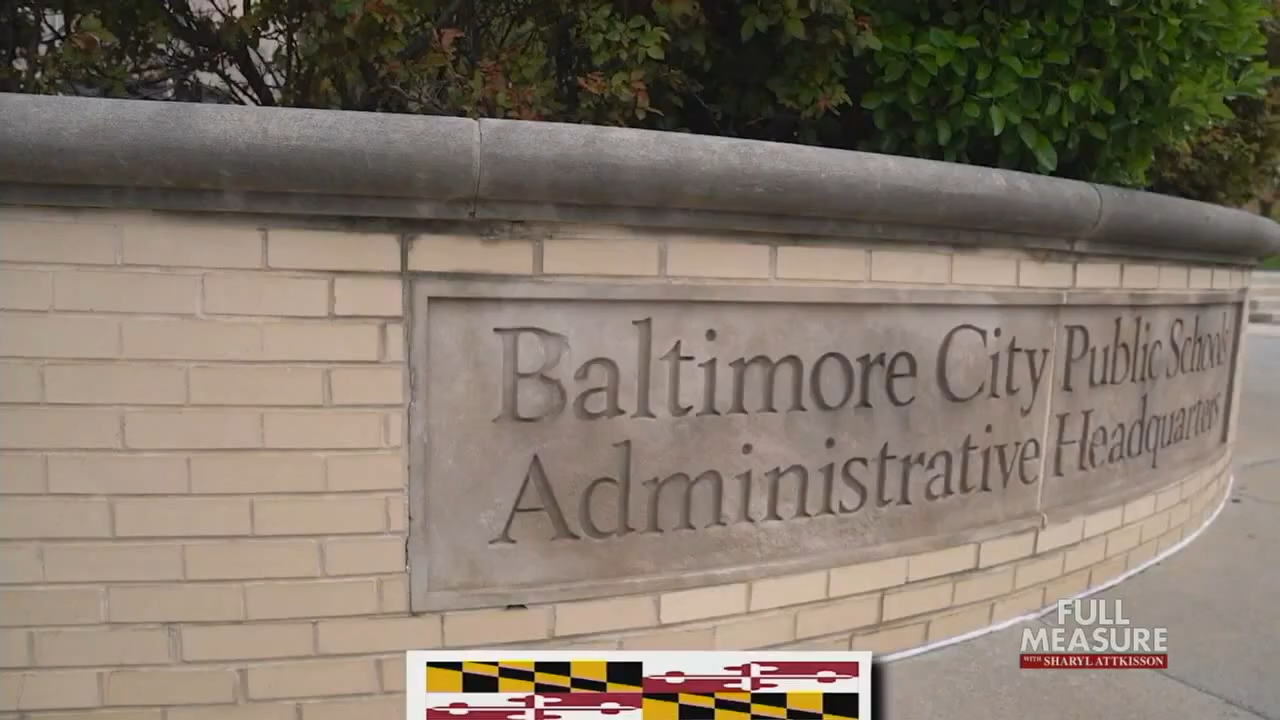 Baltimore City Public Schools
Administrative Headquarters
FULL
MEASURE
WITH SHARYL ATTKISSON